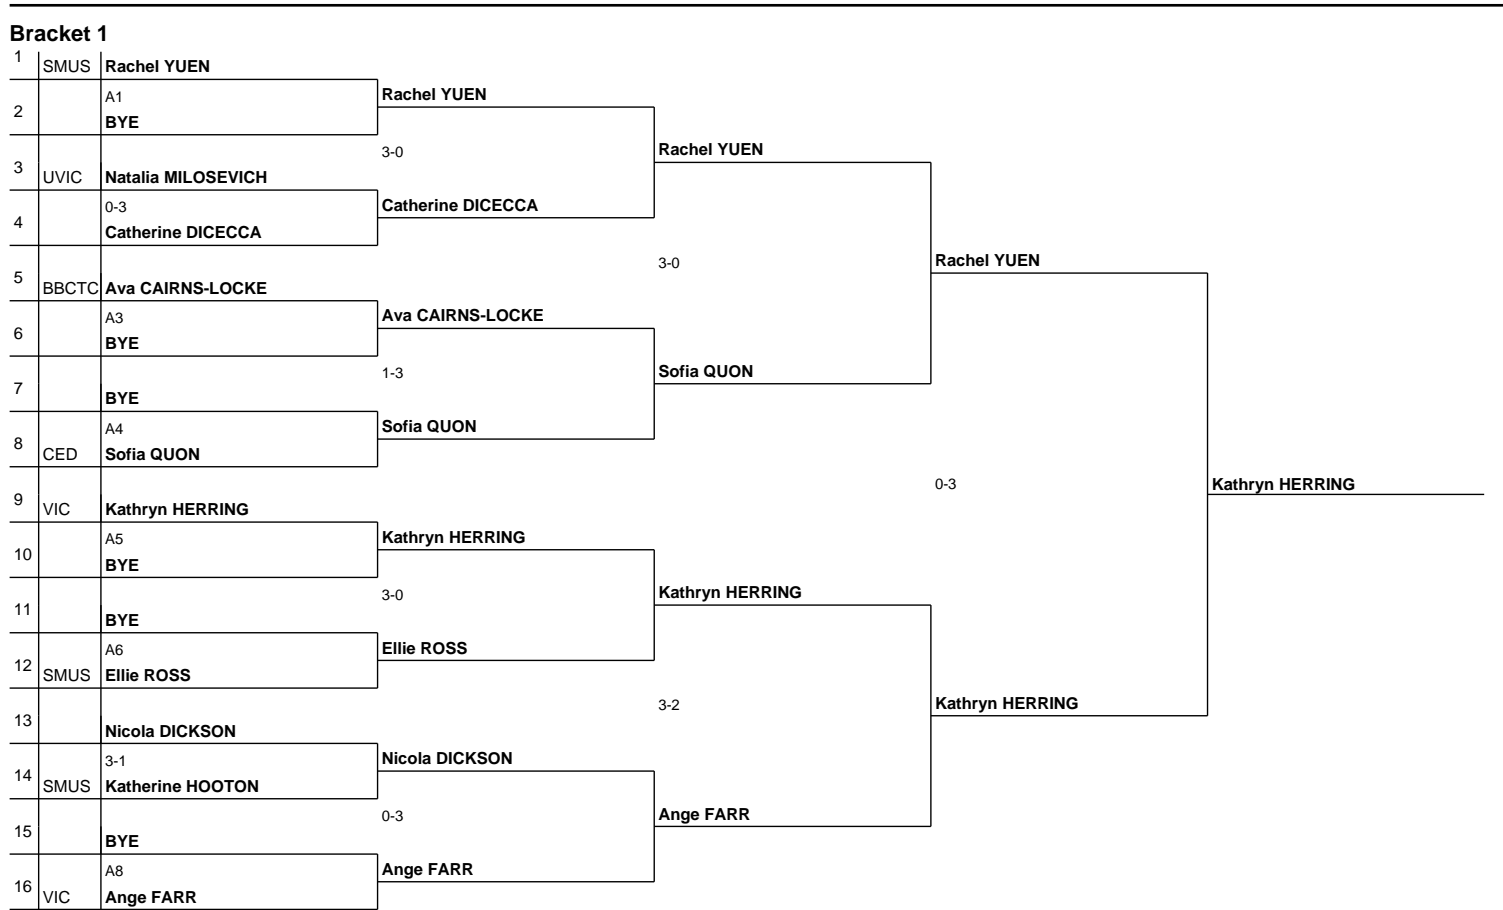 Bracket 1
1 SMUS Rachel YUEN
A1 Rachel YUEN
2 BYE
3-0 Rachel YUEN
3 UVIC Natalia MILOSEVICH
0-3 Catherine DICECCA
4 Catherine DICECCA
3-0 Rachel YUEN
5 BBCTC Ava CAIRNS-LOCKE
A3 Ava CAIRNS-LOCKE
6 BYE
1-3 Sofia QUON
7 BYE
A4 Sofia QUON
8 CED Sofia QUON
0-3 Kathryn HERRING
9 VIC Kathryn HERRING
A5 Kathryn HERRING
10 BYE
3-0 Kathryn HERRING
11 BYE
A6 Ellie ROSS
12 SMUS Ellie ROSS
3-2 Kathryn HERRING
13 Nicola DICKSON
3-1 Nicola DICKSON
14 SMUS Katherine HOOTON
0-3 Ange FARR
15 BYE
A8 Ange FARR
16 VIC Ange FARR